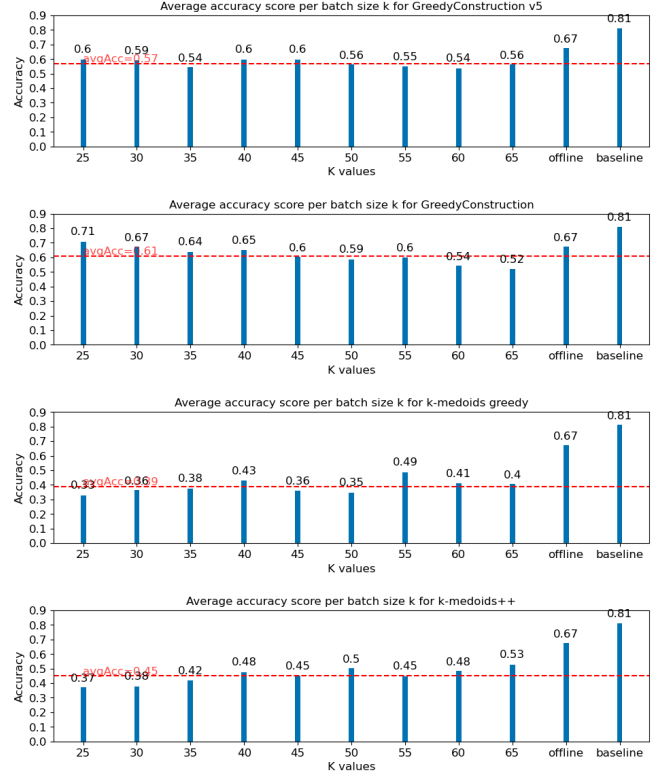 Average accuracy score per batch size k for GreedyConstruction v5
0.9
0.8
0.7
0.6
0.5
0.4
0.3
0.2
0.1
0.0
Accuracy
avgAcc=0.57
0.6 0.59 0.54 0.6 0.6 0.56 0.55 0.54 0.56 0.67 0.81
25 30 35 40 45 50 55 60 65 offline baseline
K values
Average accuracy score per batch size k for GreedyConstruction
0.9
0.8
0.7
0.6
0.5
0.4
0.3
0.2
0.1
0.0
Accuracy
avgAcc=0.61
0.71 0.67 0.64 0.65 0.6 0.59 0.6 0.54 0.52 0.67 0.81
25 30 35 40 45 50 55 60 65 offline baseline
K values
Average accuracy score per batch size k for k-medoids greedy
0.9
0.8
0.7
0.6
0.5
0.4
0.3
0.2
0.1
0.0
Accuracy
avgAcc=0.39
0.33 0.36 0.38 0.43 0.36 0.35 0.49 0.41 0.4 0.67 0.81
25 30 35 40 45 50 55 60 65 offline baseline
K values
Average accuracy score per batch size k for k-medoids++
0.9
0.8
0.7
0.6
0.5
0.4
0.3
0.2
0.1
0.0
Accuracy
avgAcc=0.45
0.37 0.38 0.42 0.48 0.45 0.5 0.45 0.48 0.53 0.67 0.81
25 30 35 40 45 50 55 60 65 offline baseline
K values